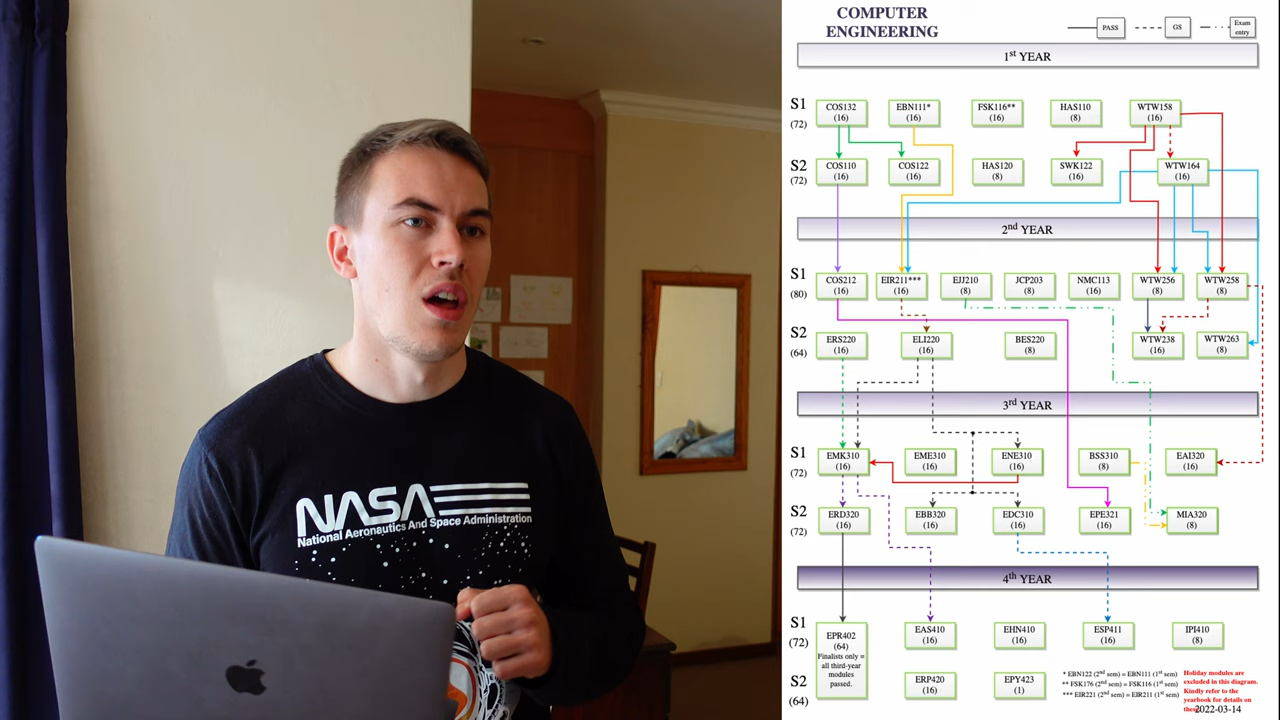 COMPUTER
ENGINEERING
PASS
GS
Exam
entry
1st YEAR
S1
(72)
COS132
(16)
EBN111*
(16)
FSK116**
(16)
HAS110
(8)
WTW158
(16)
S2
(72)
COS110
(16)
COS122
(16)
HAS120
(8)
SWK122
(16)
WTW164
(16)
2nd YEAR
S1
(80)
COS212
(16)
EIR211***
(16)
EJJ210
(8)
JCP203
(8)
NMC113
(16)
WTW256
(8)
WTW258
(8)
S2
(64)
ERS220
(16)
ELI220
(16)
BES220
(8)
WTW238
(16)
WTW263
(8)
3rd YEAR
S1
(72)
EMK310
(16)
EME310
(16)
ENE310
(16)
BSS310
(8)
EAI320
(16)
S2
(72)
ERD320
(16)
EBB320
(16)
EDC310
(16)
EPE321
(16)
MIA320
(8)
4th YEAR
S1
(72)
EPR402
(64)
Finalists only =
all third-year
modules
passed.
EAS410
(16)
EHN410
(16)
ESP411
(16)
IPI410
(8)
S2
(64)
ERP420
(16)
EPY423
(1)
* EBN122 (2nd sem) = EBN111 (1st sem)
** FSK176 (2nd sem) = FSK116 (1st sem)
*** EIR221 (2nd sem) = EIR211 (1st sem)
Holiday modules are
excluded in this diagram.
Kindly refer to the
yearbook for details on
2022-03-14
NASA
National Aeronautics And Space Administration